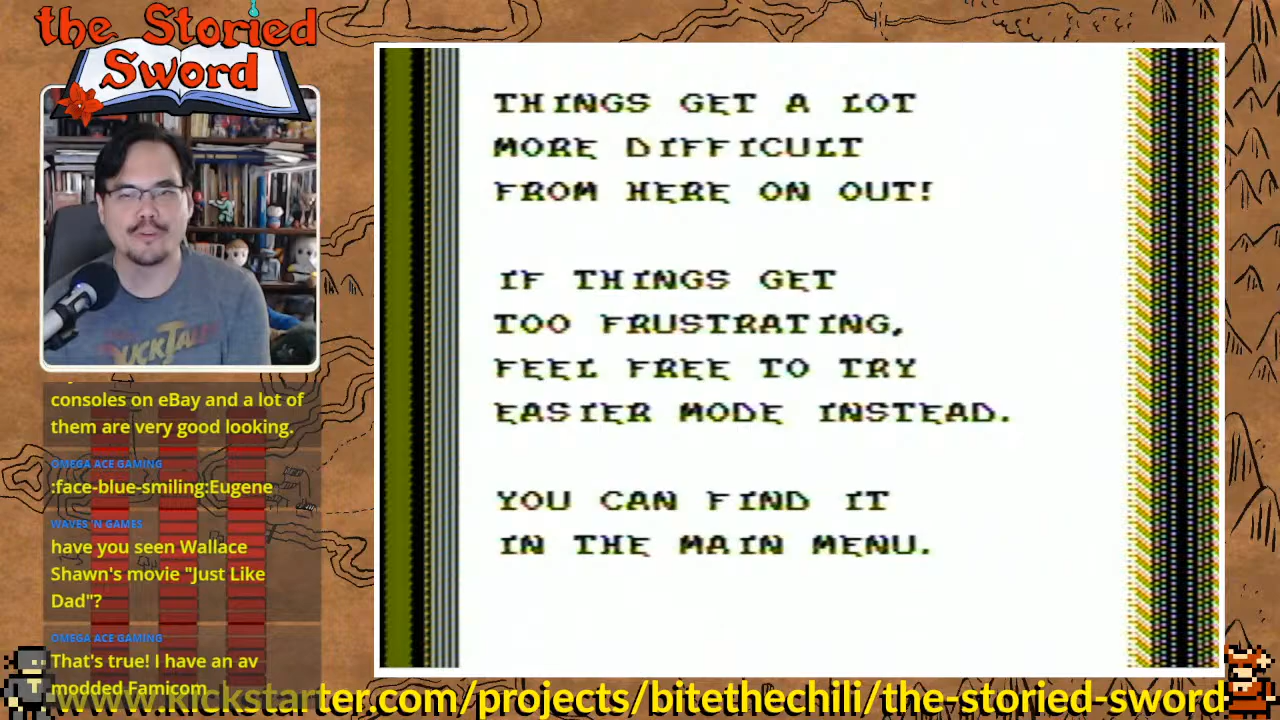 the Storied
Sword
DUCKTALES
consoles on eBay and a lot of
them are very good looking.
OMEGA ACE GAMING
:face-blue-smiling:Eugene
WAVES 'N GAMES
have you seen Wallace
Shawn's movie "Just Like
Dad"?
OMEGA ACE GAMING
That's true! I have an av
modded Famicom
THINGS GET A LOT
MORE DIFFICULT
FROM HERE ON OUT!
IF THINGS GET
TOO FRUSTRATING,
FEEL FREE TO TRY
EASIER MODE INSTEAD.
YOU CAN FIND IT
IN THE MAIN MENU.
www.kickstarter.com/projects/bitethechili/the-storied-sword